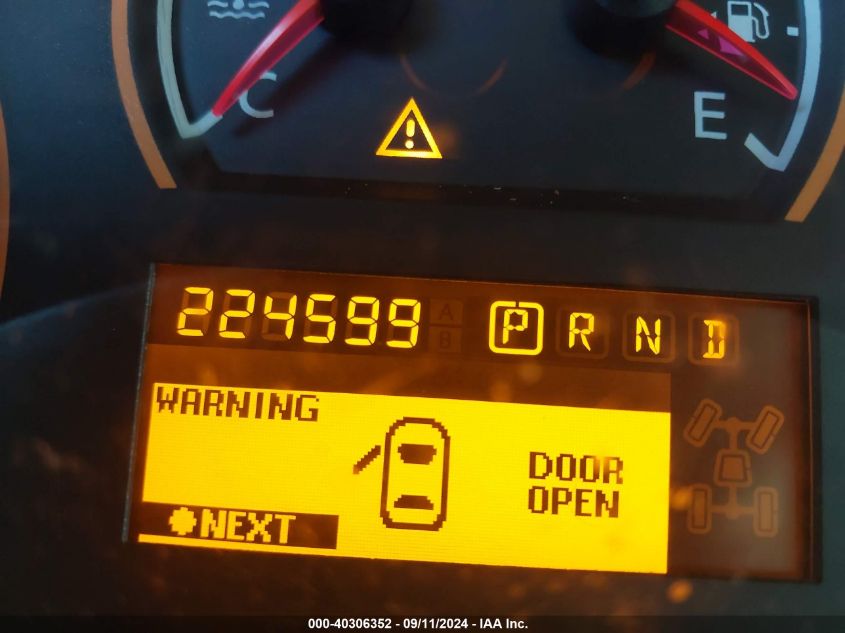 C
E
224599 P R N D
A
B
WARNING
DOOR
OPEN
NEXT
000-40306352 - 09/11/2024 - IAA Inc.